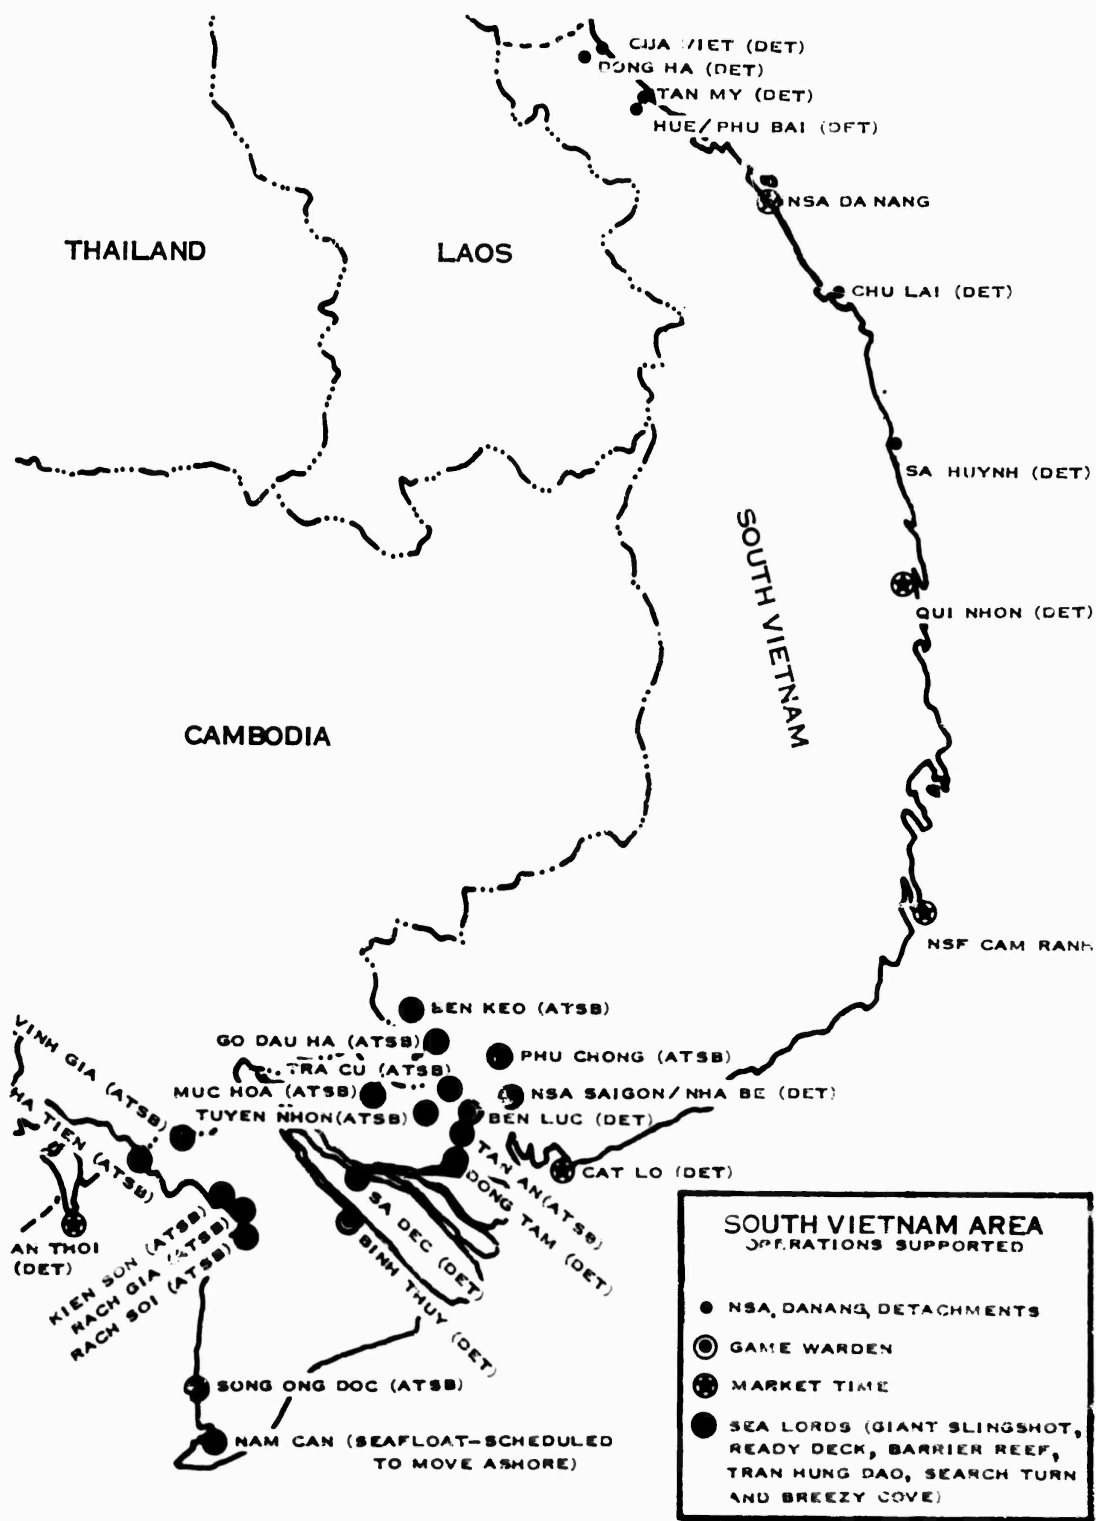 CUA VIET (DET)
DONG HA (DET)
TAN MY (DET)
HUE/PHU BAI (DET)
NSA DA NANG
THAILAND
LAOS
CHU LAI (DET)
SA HUYNH (DET)
SOUTH VIETNAM
QUI NHON (DET)
CAMBODIA
NSF CAM RANH
BEN KEO (ATSB)
GO DAU HA (ATSB)
PHU CHONG (ATSB)
TRA CU (ATSB)
MUC HOA (ATSB)
NSA SAIGON/NHA BE (DET)
TUYEN NHON(ATSB)
BEN LUC (DET)
VINH GIA (ATSB)
HA TIEN (ATSB)
TAN AN(ATSB)
CAT LO (DET)
DONG TAM (DET)
SA DEC (DET)
BINH THUY (DET)
AN THOI
(DET)
KIEN SON (ATSB)
RACH GIA (ATSB)
RACH SOI (ATSB)
SONG ONG DOC (ATSB)
NAM CAN (SEAFLOAT-SCHEDULED
TO MOVE ASHORE)
SOUTH VIETNAM AREA
OPERATIONS SUPPORTED
NSA, DANANG, DETACHMENTS
GAME WARDEN
MARKET TIME
SEA LORDS (GIANT SLINGSHOT,
READY DECK, BARRIER REEF,
TRAN HUNG DAO, SEARCH TURN
AND BREEZY COVE)